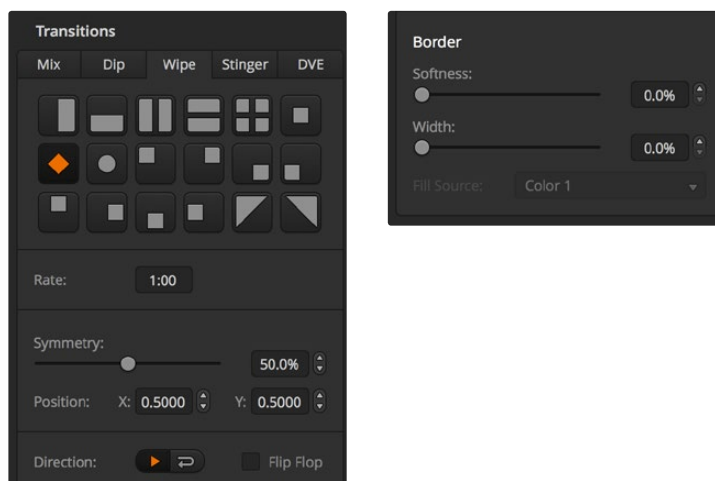 Transitions
Mix Dip Wipe Stinger DVE
Rate: 1:00
Symmetry:
50.0%
Position: X: 0.5000 Y: 0.5000
Direction: Flip Flop
Border
Softness:
0.0%
Width:
0.0%
Fill Source: Color 1